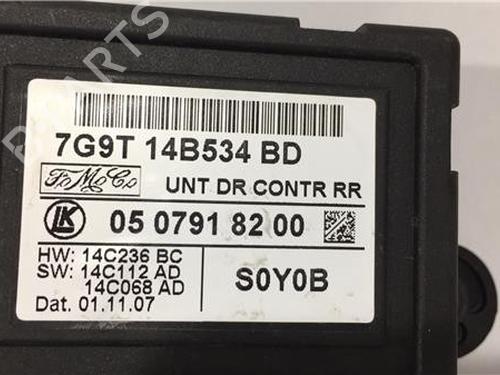 7G9T 14B534 BD
FoMoCo
UNT DR CONTR RR
LK
05 0791 82 00
HW: 14C236 BC
SW: 14C112 AD
14C068 AD
Dat. 01.11.07
S0Y0B
B-PARTS